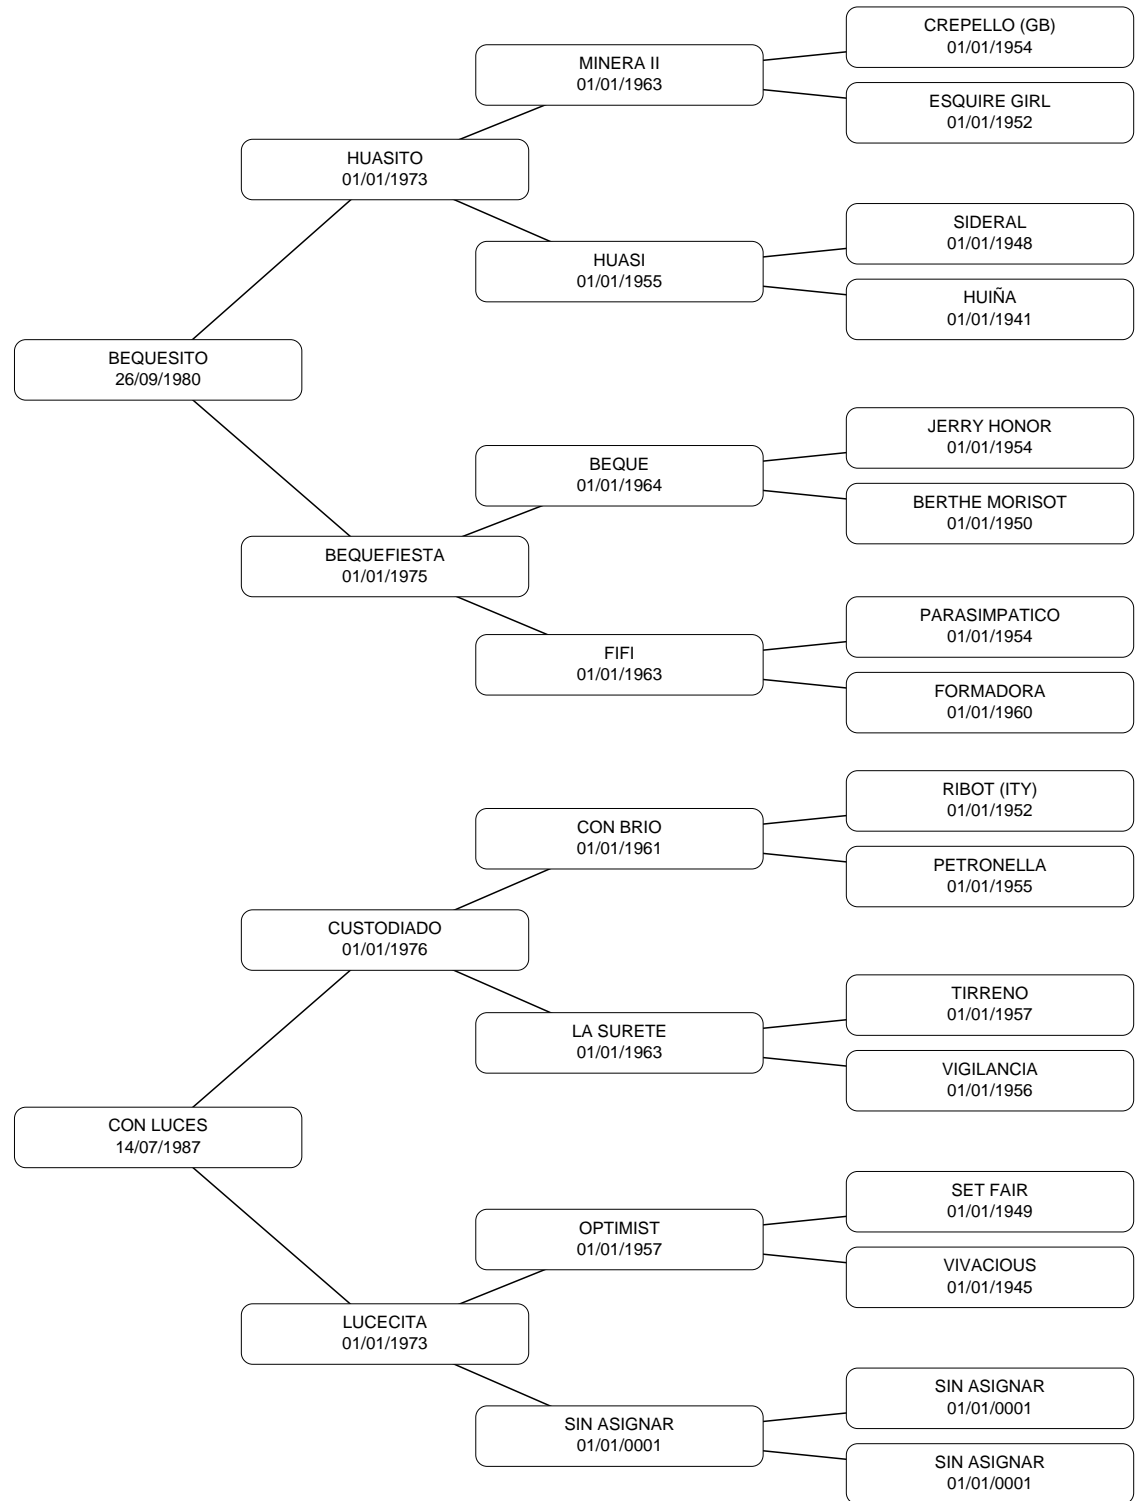 CREPELLO (GB)
01/01/1954
MINERA II
01/01/1963
ESQUIRE GIRL
01/01/1952
HUASITO
01/01/1973
SIDERAL
01/01/1948
HUASI
01/01/1955
HUIÑA
01/01/1941
BEQUESITO
26/09/1980
JERRY HONOR
01/01/1954
BEQUE
01/01/1964
BERTHE MORISOT
01/01/1950
BEQUEFIESTA
01/01/1975
PARASIMPATICO
01/01/1954
FIFI
01/01/1963
FORMADORA
01/01/1960
RIBOT (ITY)
01/01/1952
CON BRIO
01/01/1961
PETRONELLA
01/01/1955
CUSTODIADO
01/01/1976
TIRRENO
01/01/1957
LA SURETE
01/01/1963
VIGILANCIA
01/01/1956
CON LUCES
14/07/1987
SET FAIR
01/01/1949
OPTIMIST
01/01/1957
VIVACIOUS
01/01/1945
LUCECITA
01/01/1973
SIN ASIGNAR
01/01/0001
SIN ASIGNAR
01/01/0001
SIN ASIGNAR
01/01/0001